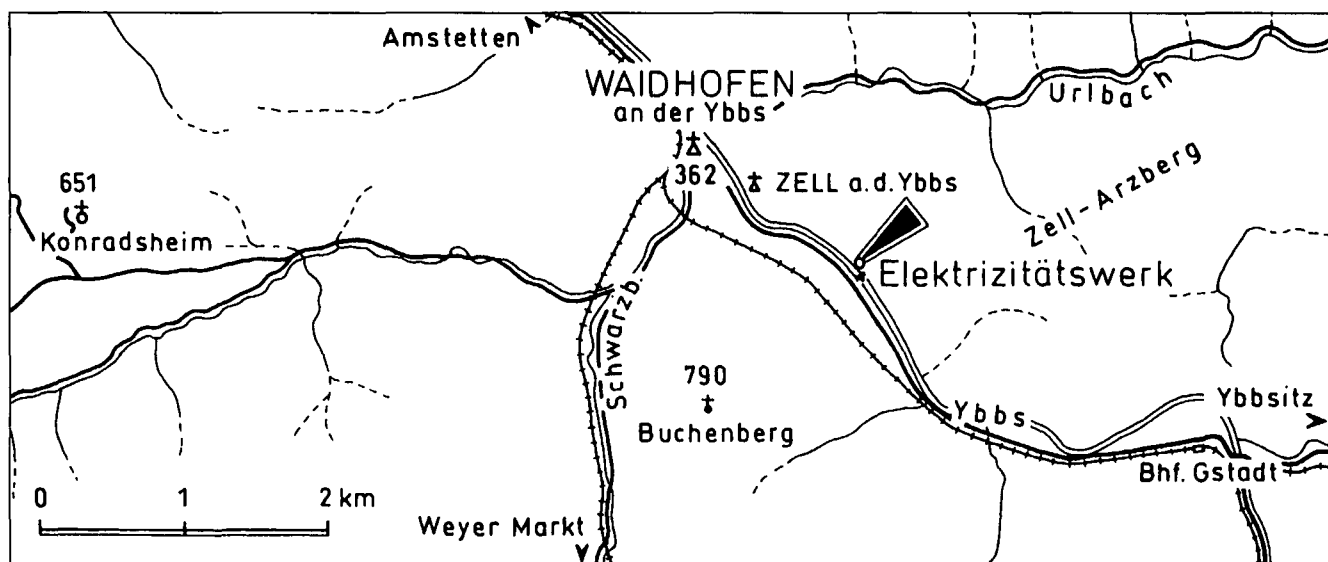 Amstetten
WAIDHOFEN
an der Ybbs
Urlbach
362
651
ZELL a.d.Ybbs
Zell-Arzberg
Konradsheim
Elektrizitätswerk
Schwarzb.
790
Buchenberg
Ybbs
Ybbsitz
Bhf. Gstadt
0 1 2 km
Weyer Markt